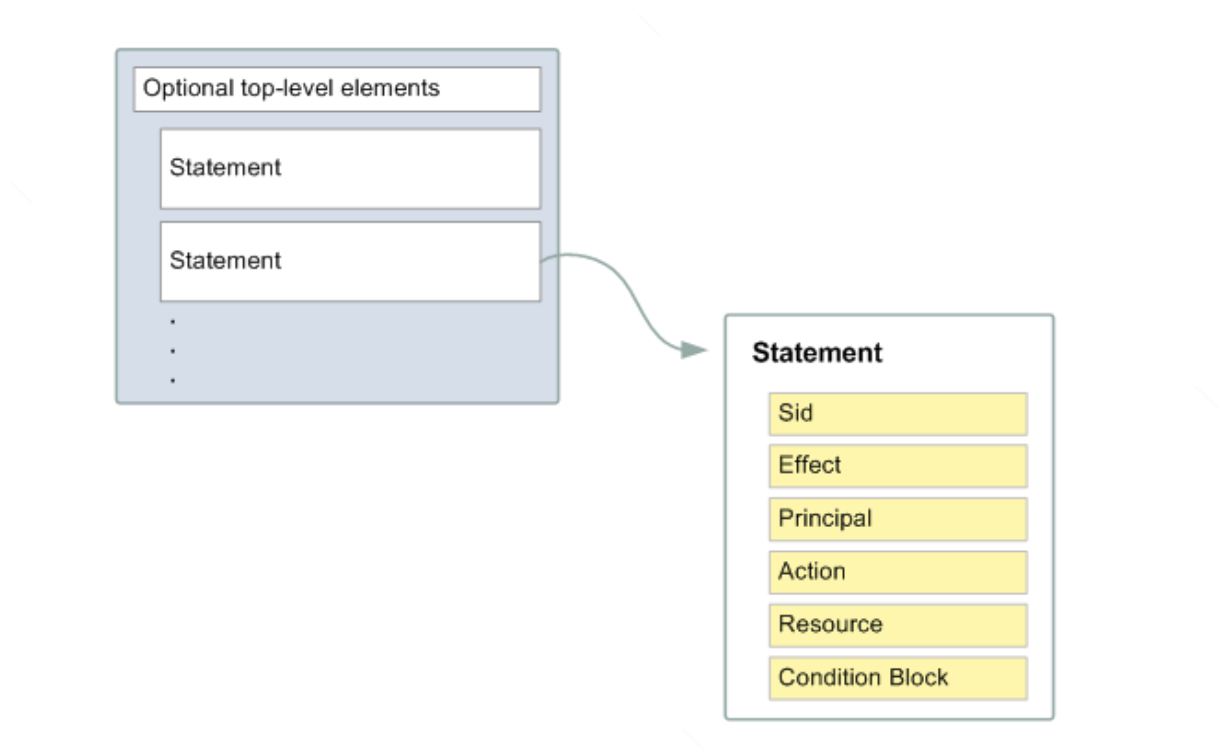 Optional top-level elements
Statement
Statement
.
.
.
Statement
Sid
Effect
Principal
Action
Resource
Condition Block